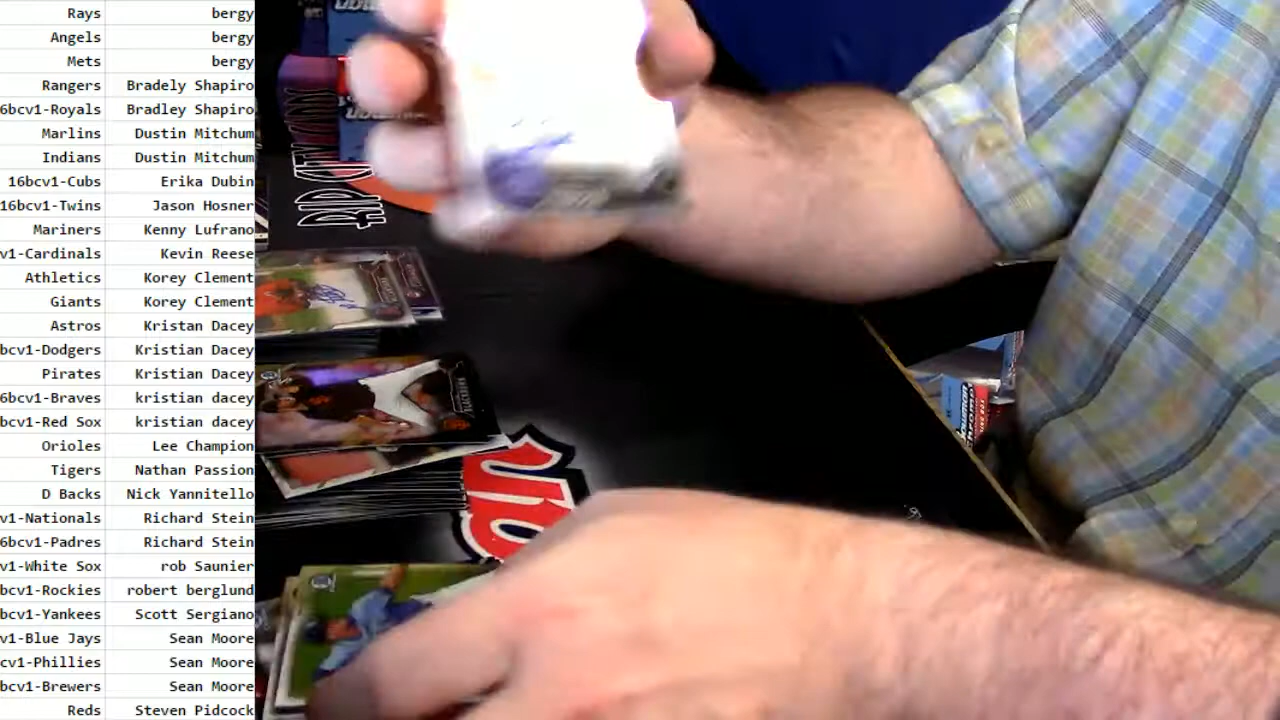 Rays bergy
Angels bergy
Mets bergy
Rangers Bradely Shapiro
6bcv1-Royals Bradley Shapiro
Marlins Dustin Mitchum
Indians Dustin Mitchum
16bcv1-Cubs Erika Dubin
16bcv1-Twins Jason Hosner
Mariners Kenny Lufrano
v1-Cardinals Kevin Reese
Athletics Korey Clement
Giants Korey Clement
Astros Kristan Dacey
bcv1-Dodgers Kristian Dacey
Pirates Kristian Dacey
6bcv1-Braves kristian dacey
bcv1-Red Sox kristian dacey
Orioles Lee Champion
Tigers Nathan Passion
D Backs Nick Yannitello
v1-Nationals Richard Stein
6bcv1-Padres Richard Stein
v1-White Sox rob Saunier
bcv1-Rockies robert berglund
bcv1-Yankees Scott Sergiano
v1-Blue Jays Sean Moore
cv1-Phillies Sean Moore
bcv1-Brewers Sean Moore
Reds Steven Pidcock
RIP CITY